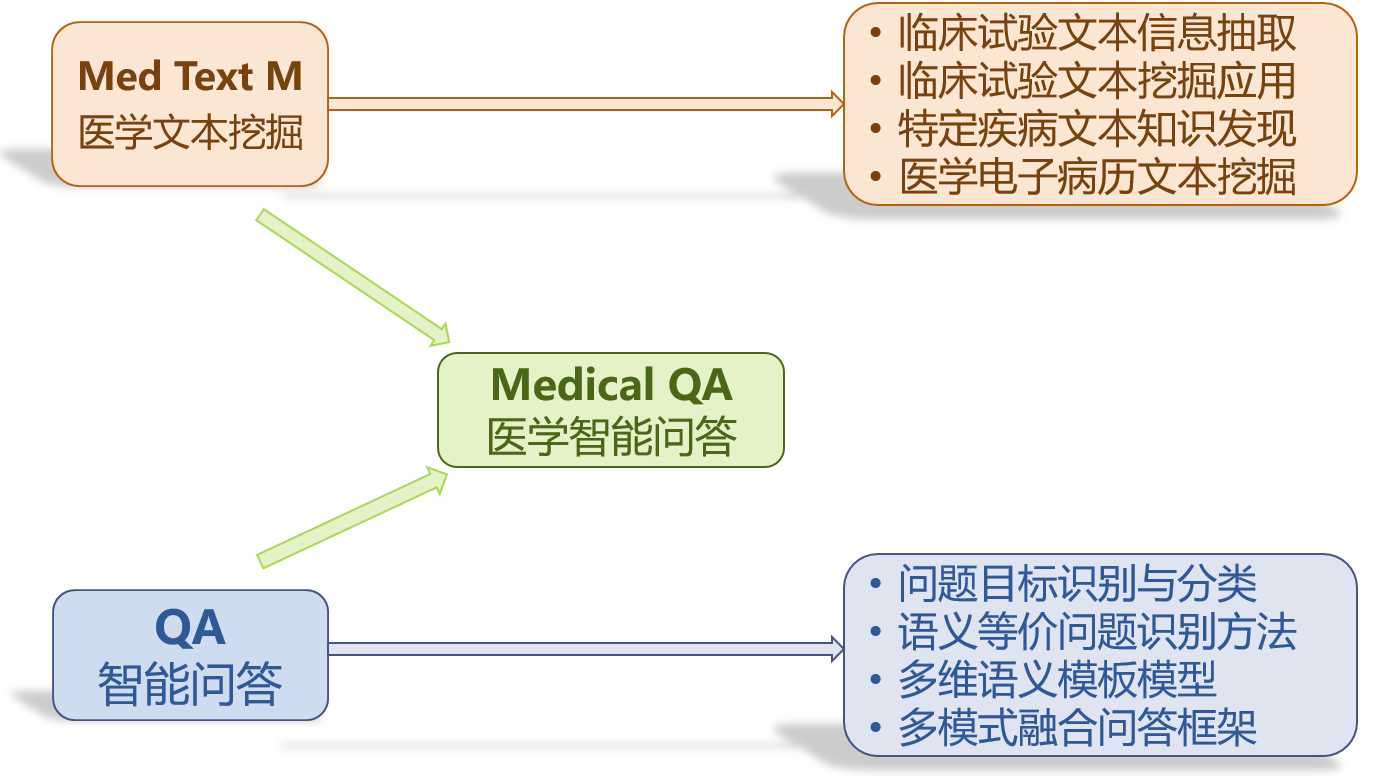 Med Text M
医学文本挖掘
• 临床试验文本信息抽取
• 临床试验文本挖掘应用
• 特定疾病文本知识发现
• 医学电子病历文本挖掘
Medical QA
医学智能问答
QA
智能问答
• 问题目标识别与分类
• 语义等价问题识别方法
• 多维语义模板模型
• 多模式融合问答框架